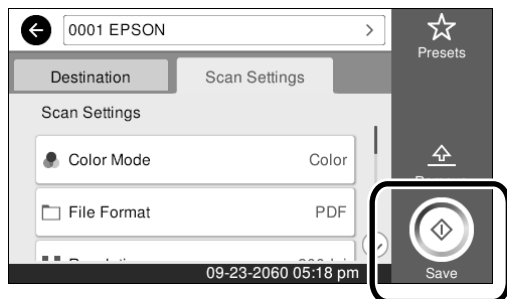 0001 EPSON
Presets
Destination
Scan Settings
Scan Settings
Color Mode
Color
File Format
PDF
09-23-2060 05:18 pm
Save